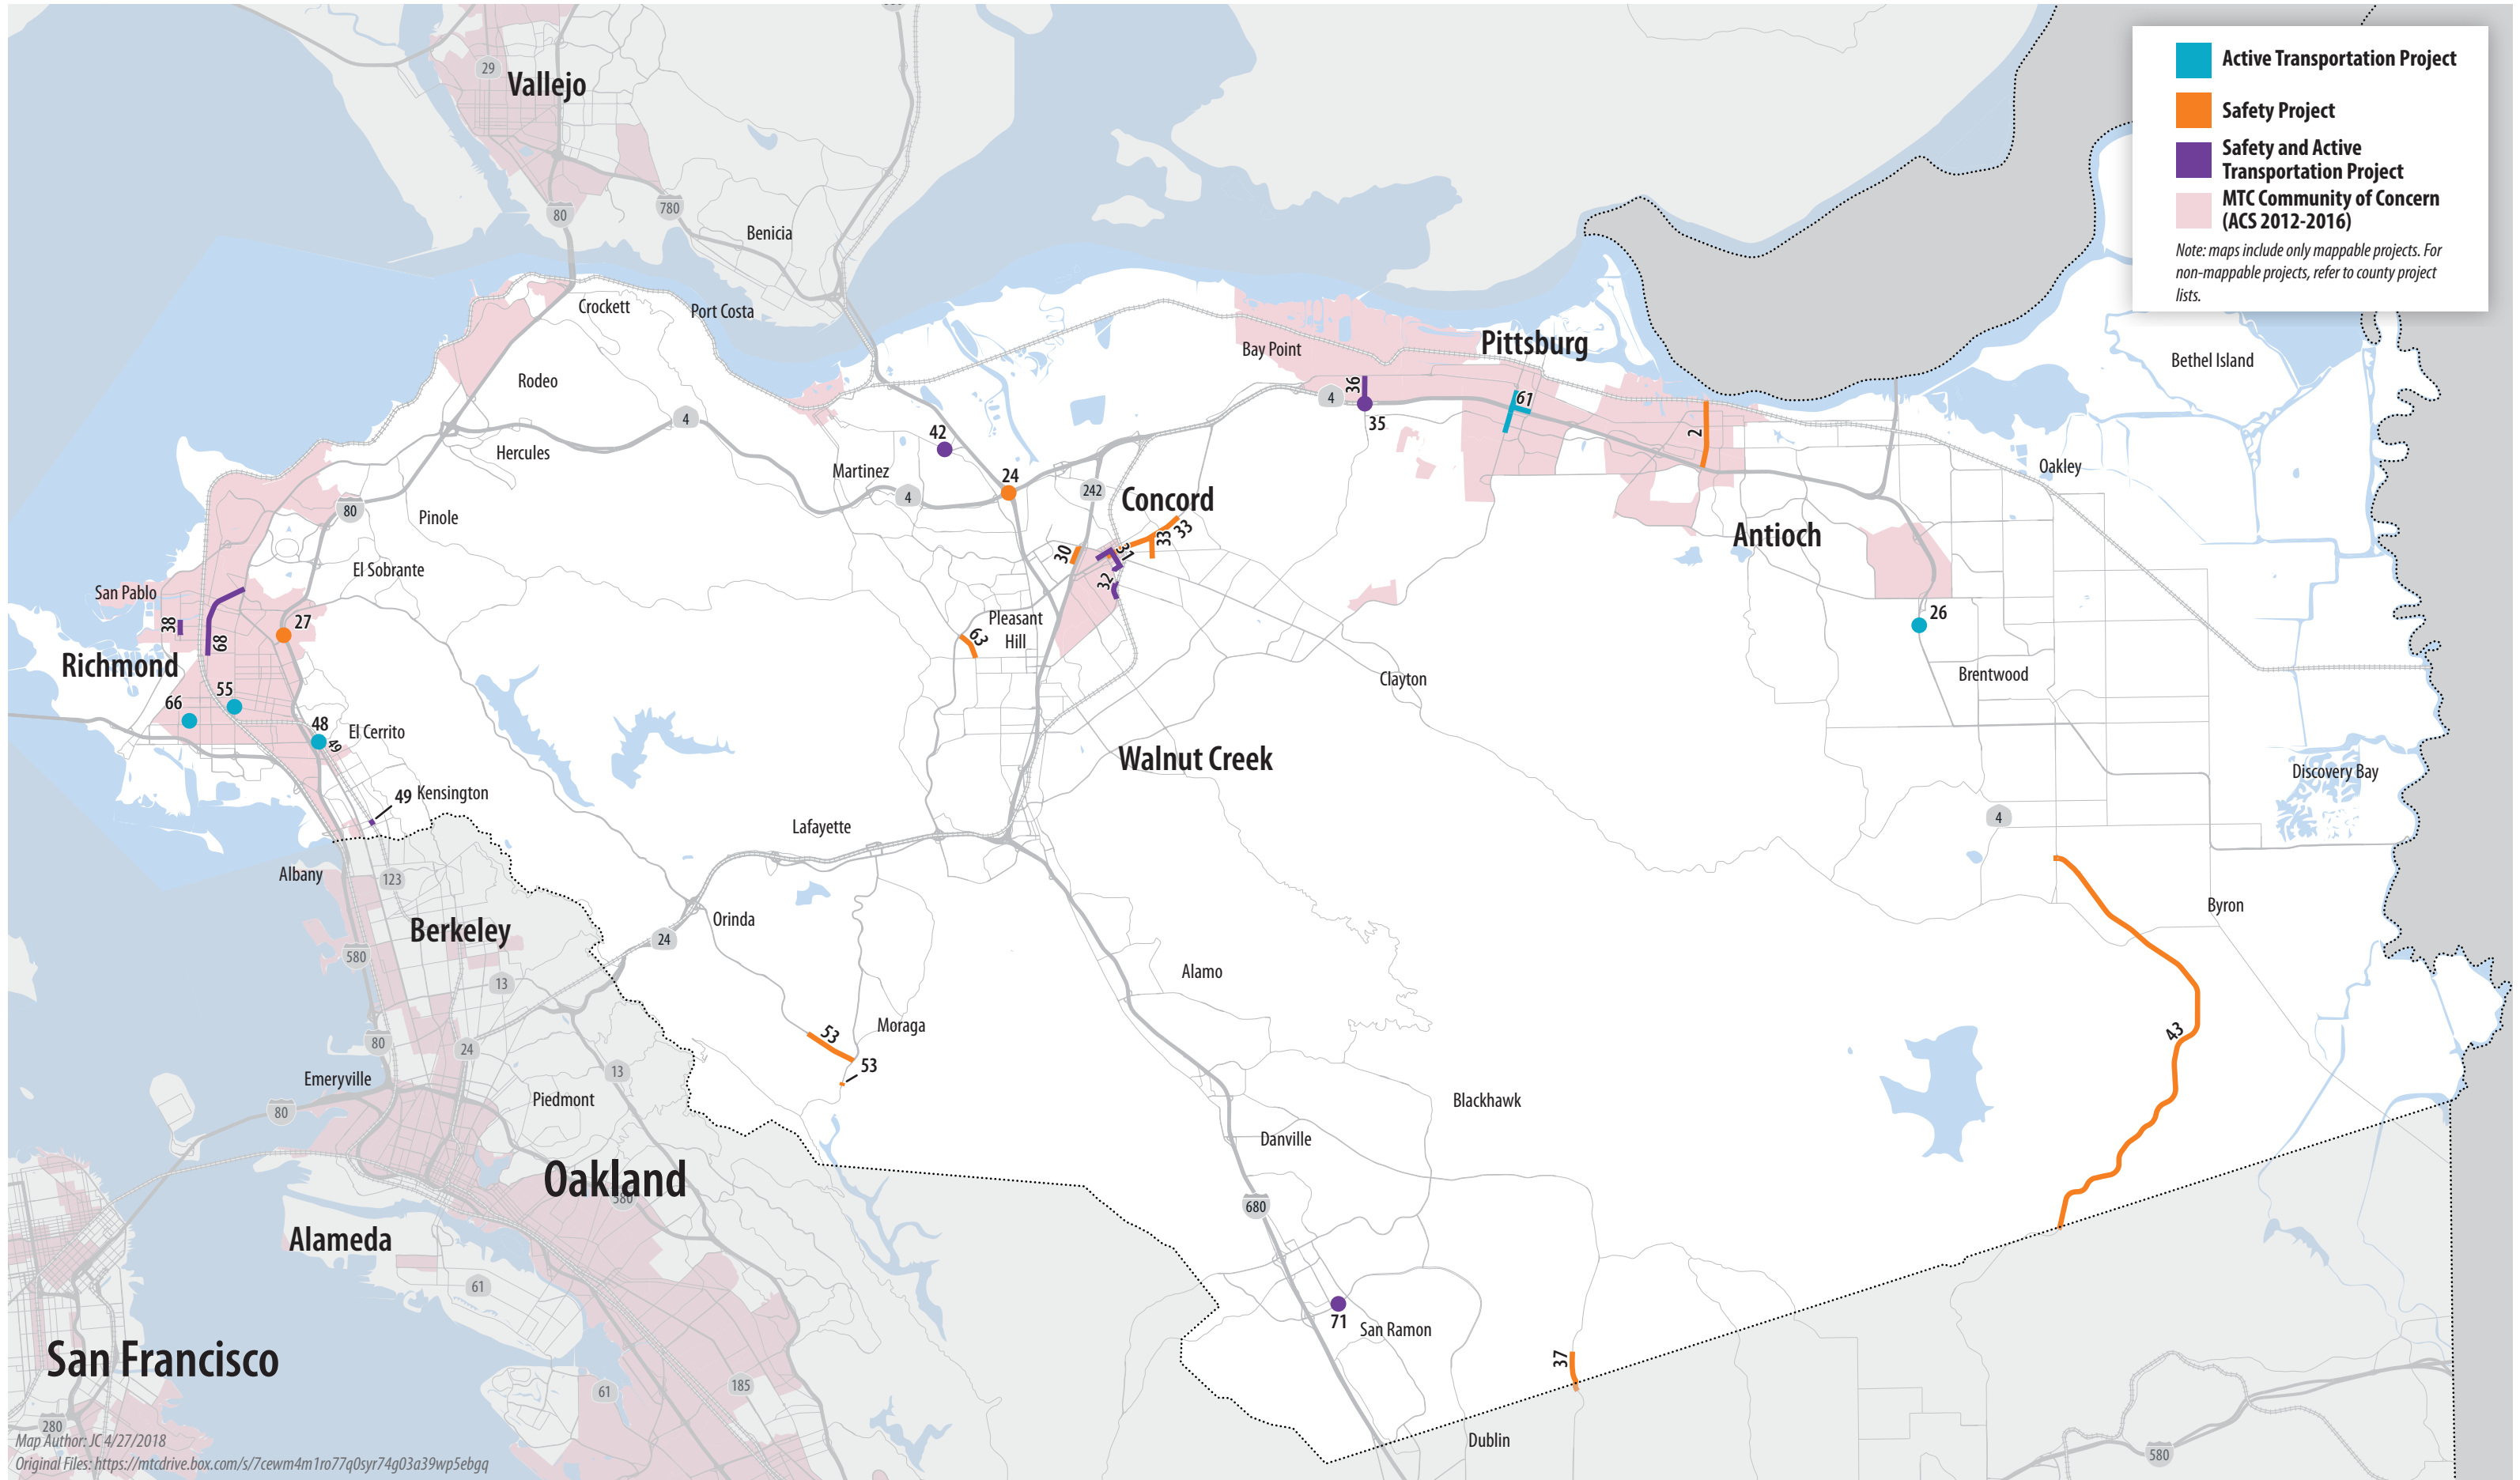 Active Transportation Project
Safety Project
Safety and Active
Transportation Project
MTC Community of Concern
(ACS 2012-2016)
Note: maps include only mappable projects. For
non-mappable projects, refer to county project
lists.
29
Vallejo
80
780
Benicia
Crockett
Port Costa
Rodeo
4
Hercules
Bay Point
Pittsburg
Bethel Island
36
4
35
61
2
42
Martinez
4
24
242
Concord
Oakley
Antioch
80
Pinole
30
31
33
33
32
El Sobrante
San Pablo
38
68
27
Pleasant
Hill
63
26
Richmond
Brentwood
Clayton
55
66
48
49
El Cerrito
Walnut Creek
Discovery Bay
49
Kensington
4
Lafayette
Albany
123
Berkeley
Orinda
24
Byron
580
13
Alamo
53
Moraga
53
43
80
24
13
Emeryville
80
Piedmont
Blackhawk
Danville
Oakland
580
680
Alameda
61
71
San Ramon
San Francisco
37
61
185
280
Dublin
580
Map Author: JC 4/27/2018
Original Files: https://mtcdrive.box.com/s/7cewm4m1ro77q0syr74g03a39wp5ebgq